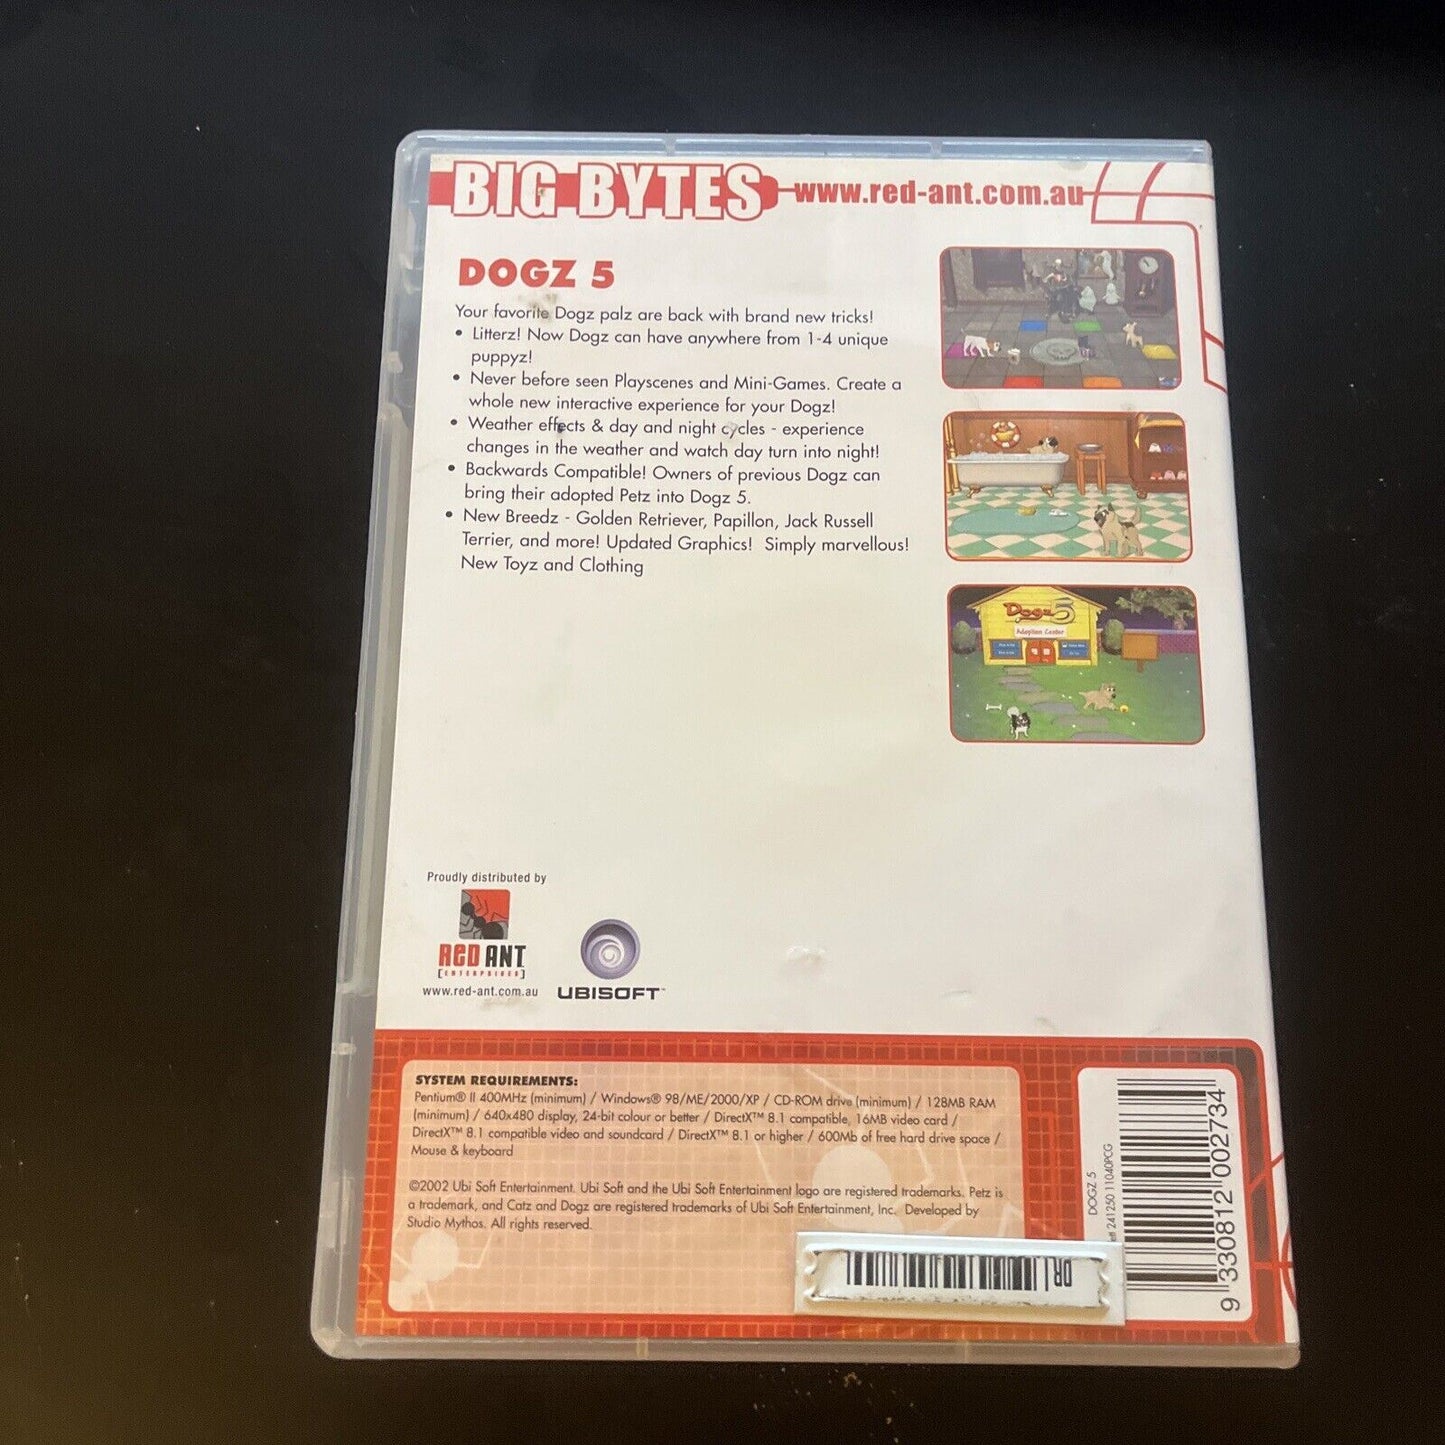 BIG BYTES www.red-ant.com.au
DOGZ 5
Your favorite Dogz palz are back with brand new tricks!
• Litterz! Now Dogz can have anywhere from 1-4 unique
puppyz!
• Never before seen Playscenes and Mini-Games. Create a
whole new interactive experience for your Dogz!
• Weather effects & day and night cycles - experience
changes in the weather and watch day turn into night!
• Backwards Compatible! Owners of previous Dogz can
bring their adopted Petz into Dogz 5.
• New Breedz - Golden Retriever, Papillon, Jack Russell
Terrier, and more! Updated Graphics! Simply marvellous!
New Toyz and Clothing
Dogz 5
Adoption Center
Proudly distributed by
RED ANT
[ENTERPRISES]
www.red-ant.com.au
UBISOFT™
SYSTEM REQUIREMENTS:
Pentium® II 400MHz (minimum) / Windows® 98/ME/2000/XP / CD-ROM drive (minimum) / 128MB RAM
(minimum) / 640x480 display, 24-bit colour or better / DirectX™ 8.1 compatible, 16MB video card /
DirectX™ 8.1 compatible video and soundcard / DirectX™ 8.1 or higher / 600Mb of free hard drive space /
Mouse & keyboard
©2002 Ubi Soft Entertainment. Ubi Soft and the Ubi Soft Entertainment logo are registered trademarks. Petz is
a trademark, and Catz and Dogz are registered trademarks of Ubi Soft Entertainment, Inc. Developed by
Studio Mythos. All rights reserved.
DOGZ 5
241250 11040PCG
9 330812 002734